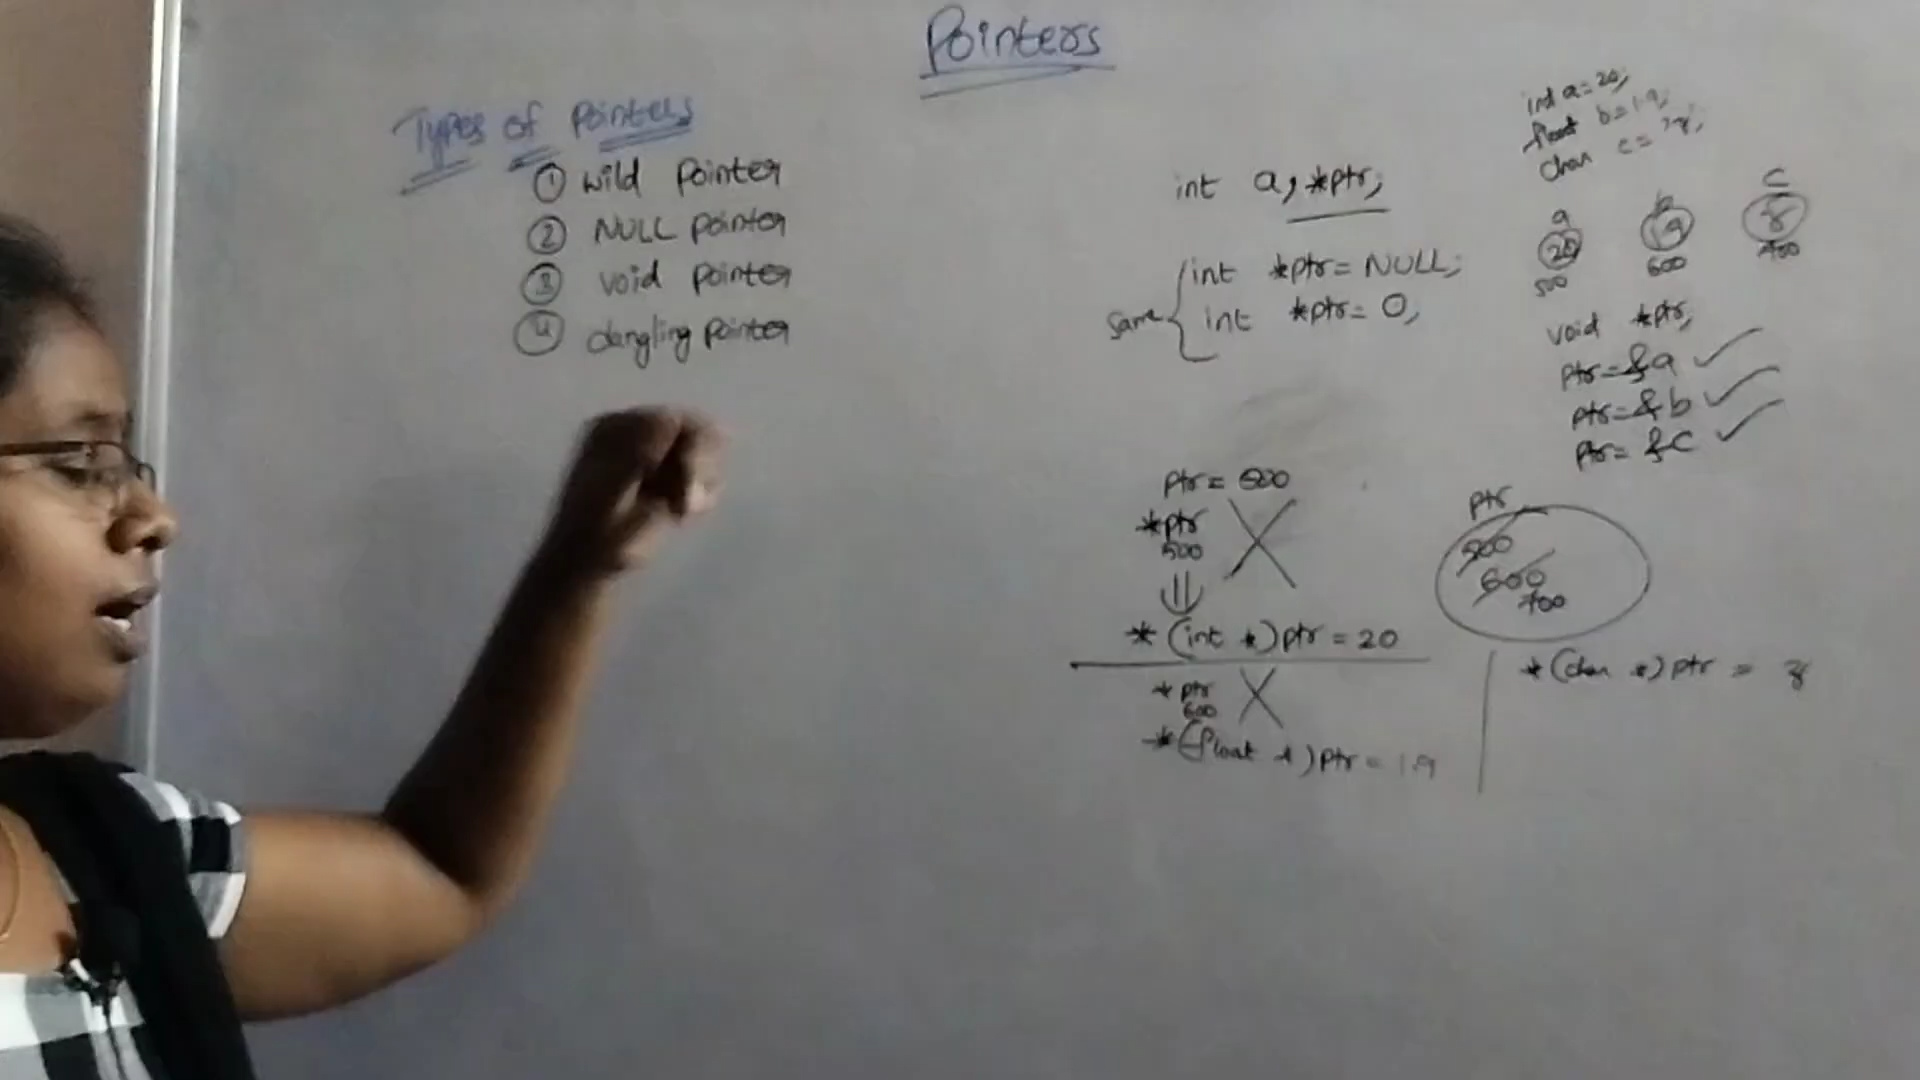 Pointers
Types of Pointers
① wild pointer
② NULL pointer
③ void pointer
④ dangling pointer
int a, *ptr;
same { int *ptr = NULL;
int *ptr = 0;
int a = 20;
float b = 1.9;
char c = 'z';
a b c
20 1.9 z
500 600 700
void *ptr;
ptr = &a ✓
ptr = &b ✓
ptr = &c ✓
ptr = 500
*ptr X
500
*(int *)ptr = 20
*ptr X
600
*(float *)ptr = 1.9
ptr
500
600
700
*(char *)ptr = z